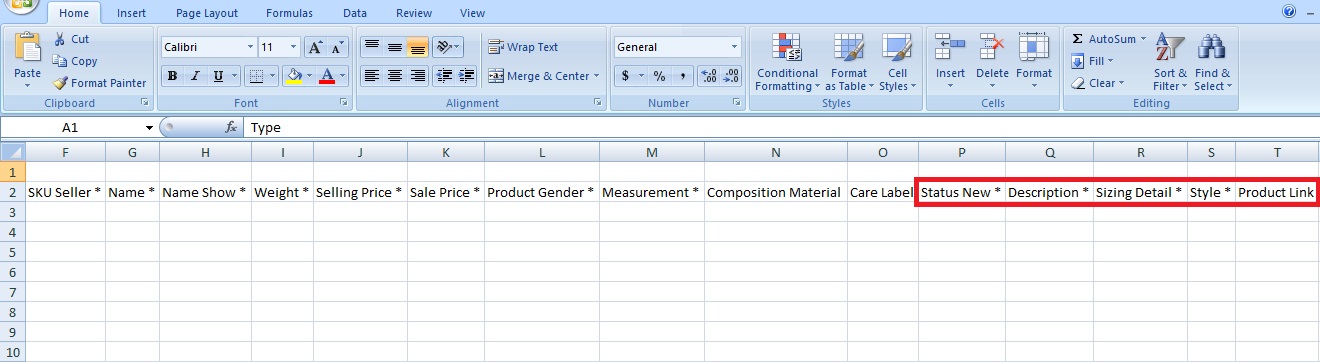 Home Insert Page Layout Formulas Data Review View
Cut Calibri 11 Wrap Text General AutoSum
Copy
Paste Format Painter B I U Merge & Center $ % , Conditional Formatting Format as Table Cell Styles Insert Delete Format Fill Clear Sort & Filter Find & Select
Clipboard Font Alignment Number Styles Cells Editing
A1 fx Type
F G H I J K L M N O P Q R S T
1
2 SKU Seller * Name * Name Show * Weight * Selling Price * Sale Price * Product Gender * Measurement * Composition Material Care Label Status New * Description * Sizing Detail * Style * Product Link
3
4
5
6
7
8
9
10